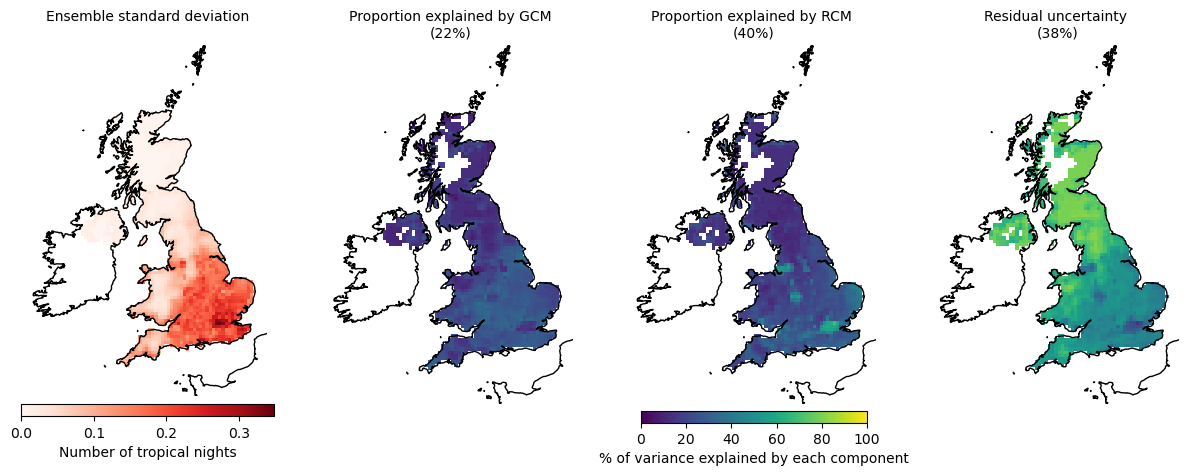 Ensemble standard deviation
Proportion explained by GCM
(22%)
Proportion explained by RCM
(40%)
Residual uncertainty
(38%)
0.0 0.1 0.2 0.3
Number of tropical nights
0 20 40 60 80 100
% of variance explained by each component